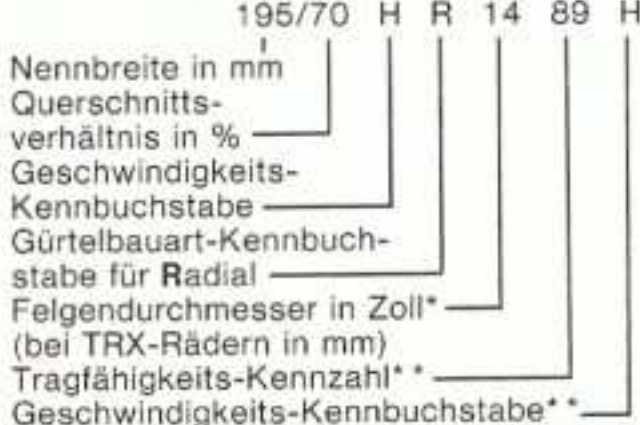 195/70 H R 14 89 H
Nennbreite in mm
Querschnitts-
verhältnis in %
Geschwindigkeits-
Kennbuchstabe
Gürtelbauart-Kennbuch-
stabe für Radial
Felgendurchmesser in Zoll*
(bei TRX-Rädern in mm)
Tragfähigkeits-Kennzahl**
Geschwindigkeits-Kennbuchstabe**